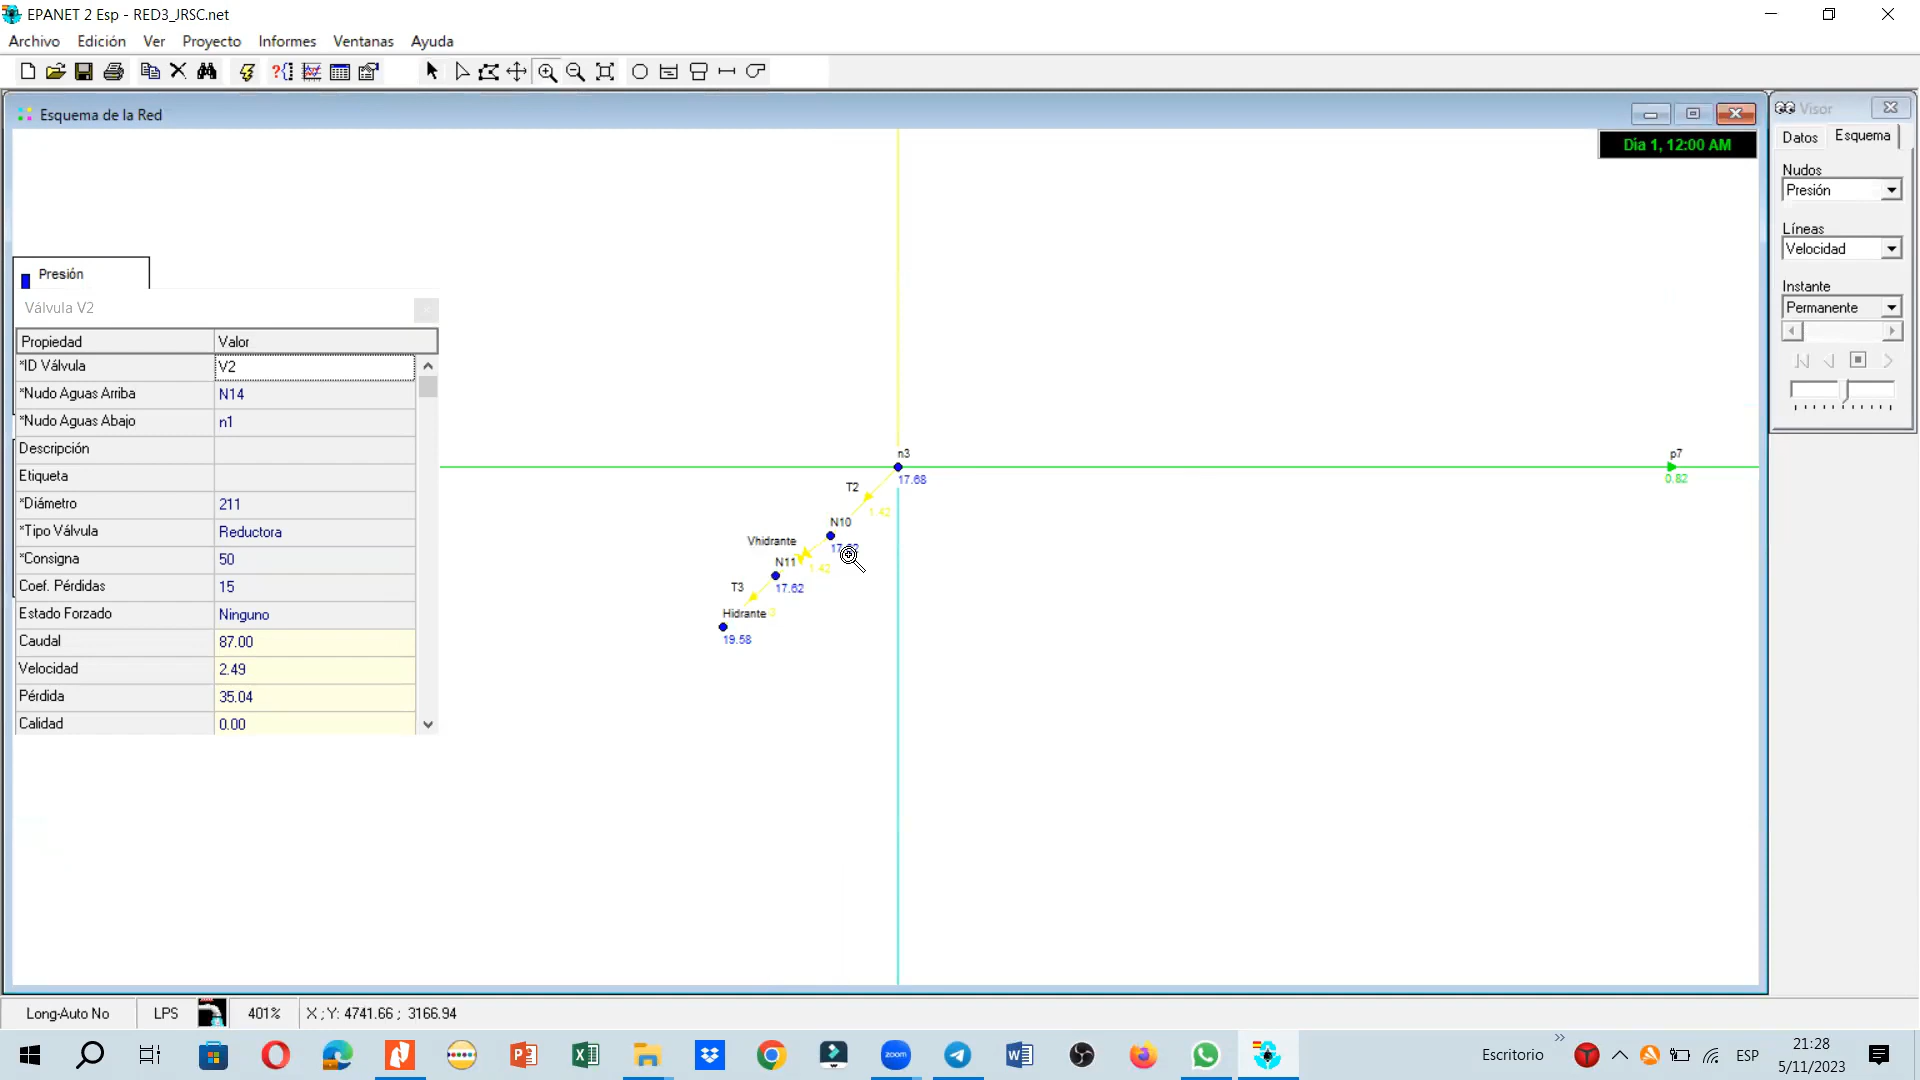 EPANET 2 Esp - RED3_JRSC.net
Archivo Edición Ver Proyecto Informes Ventanas Ayuda
Esquema de la Red
Visor
Día 1, 12:00 AM
Datos Esquema
Nudos
Presión
Líneas
Velocidad
Instante
Permanente
Presión
Válvula V2
Propiedad Valor
*ID Válvula V2
*Nudo Aguas Arriba N14
*Nudo Aguas Abajo n1
Descripción
Etiqueta
*Diámetro 211
*Tipo Válvula Reductora
*Consigna 50
Coef. Pérdidas 15
Estado Forzado Ninguno
Caudal 87.00
Velocidad 2.49
Pérdida 35.04
Calidad 0.00
n3
17.68
p7
0.82
T2
1.42
N10
Vhidrante
1.42
N11
17.62
T3
Hidrante
19.58
Long-Auto No LPS 401% X ; Y: 4741.66 ; 3166.94
zoom
Escritorio
ESP
21:28
5/11/2023